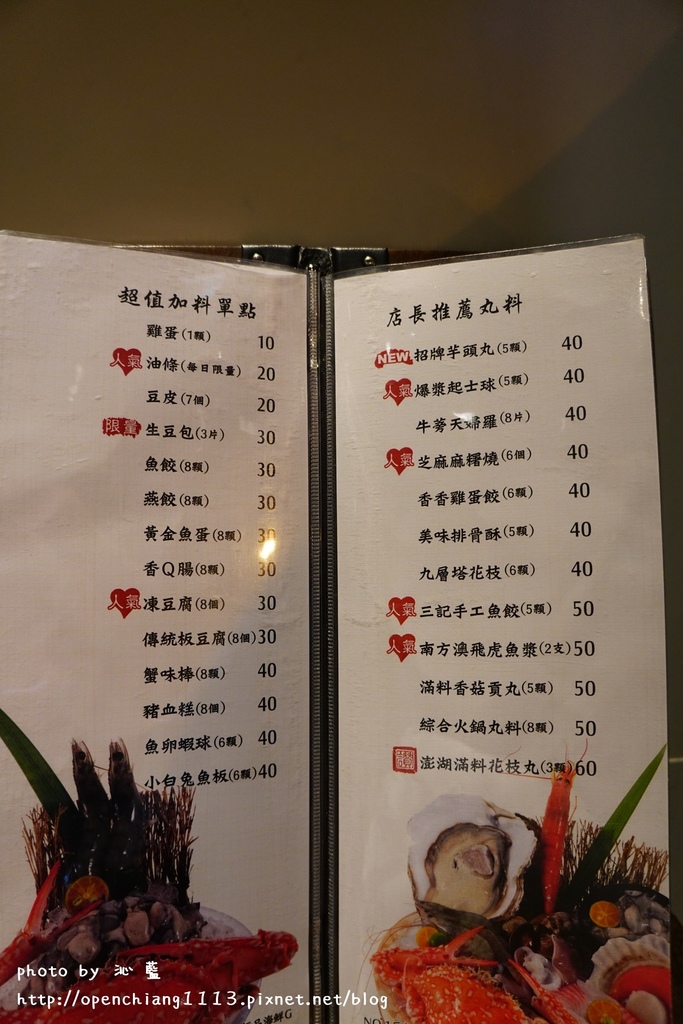 超值加料單點
雞蛋(1顆) 10
人氣 油條(每日限量) 20
豆皮(7個) 20
限量 生豆包(3片) 30
魚餃(8顆) 30
燕餃(8顆) 30
黃金魚蛋(8顆) 30
香Q腸(8顆) 30
人氣 凍豆腐(8個) 30
傳統板豆腐(8個) 30
蟹味棒(8顆) 40
豬血糕(8個) 40
魚卵蝦球(6顆) 40
小白兔魚板(6顆) 40
店長推薦丸料
NEW 招牌芋頭丸(5顆) 40
人氣 爆漿起士球(5顆) 40
牛蒡天婦羅(8片) 40
人氣 芝麻麻糬燒(6個) 40
香香雞蛋餃(6顆) 40
美味排骨酥(5顆) 40
九層塔花枝(6顆) 40
人氣 三記手工魚餃(5顆) 50
人氣 南方澳飛虎魚漿(2支) 50
滿料香菇貢丸(5顆) 50
綜合火鍋丸料(8顆) 50
澎湖滿料花枝丸(3顆) 60
photo by 沁藍
http://openchiang1113.pixnet.net/blog